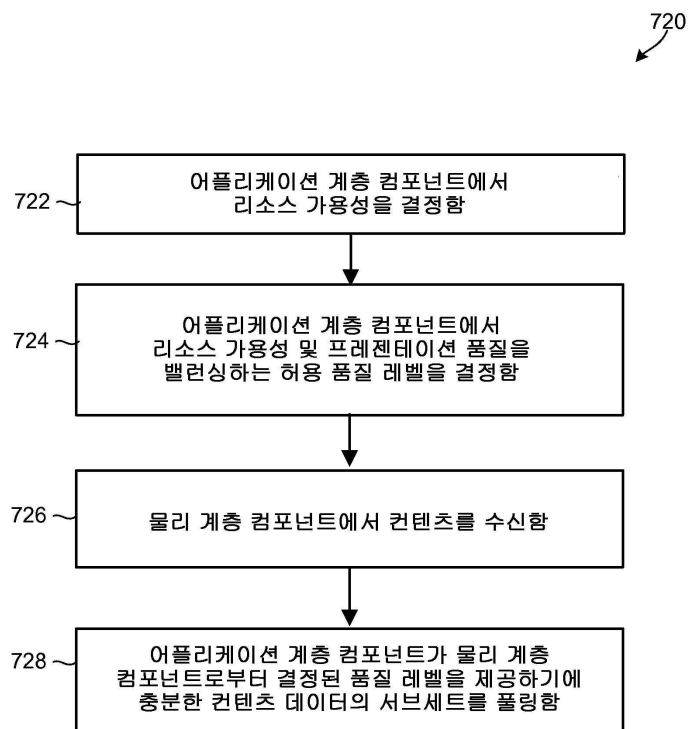 720
722
어플리케이션 계층 컴포넌트에서
리소스 가용성을 결정함
724
어플리케이션 계층 컴포넌트에서
리소스 가용성 및 프레젠테이션 품질을
밸런싱하는 허용 품질 레벨을 결정함
726
물리 계층 컴포넌트에서 컨텐츠를 수신함
728
어플리케이션 계층 컴포넌트가 물리 계층
컴포넌트로부터 결정된 품질 레벨을 제공하기에
충분한 컨텐츠 데이터의 서브세트를 풀링함